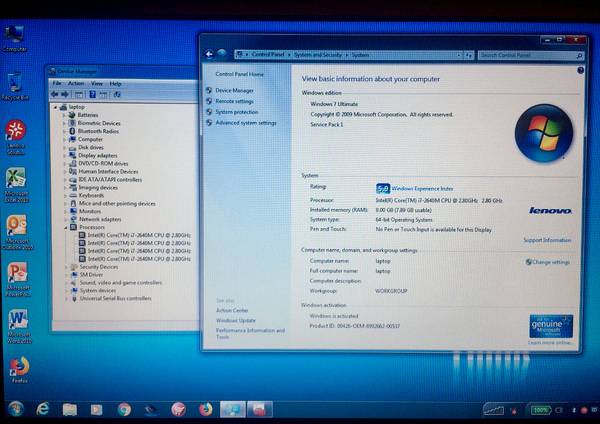 Computer
Recycle Bin
Microsoft
Excel 2010
Microsoft
Outlook 2010
Microsoft
Microsoft
Word 2010
Firefox
Device Manager
File Action View Help
laptop
Batteries
Biometric Devices
Bluetooth Radios
Computer
Disk drives
Display adapters
DVD/CD-ROM drives
Human Interface Devices
IDE ATA/ATAPI controllers
Imaging devices
Keyboards
Mice and other pointing devices
Monitors
Network adapters
Processors
Intel(R) Core(TM) i7-2640M CPU @ 2.80GHz
Intel(R) Core(TM) i7-2640M CPU @ 2.80GHz
Intel(R) Core(TM) i7-2640M CPU @ 2.80GHz
Intel(R) Core(TM) i7-2640M CPU @ 2.80GHz
Security Devices
SM Driver
Sound, video and game controllers
System devices
Universal Serial Bus controllers
Control Panel System and Security System
Search Control Panel
Control Panel Home
Device Manager
Remote settings
System protection
Advanced system settings
See also
Action Center
Windows Update
Performance Information and
Tools
View basic information about your computer
Windows edition
Windows 7 Ultimate
Copyright © 2009 Microsoft Corporation. All rights reserved.
Service Pack 1
System
Rating: 5.9 Windows Experience Index
Processor: Intel(R) Core(TM) i7-2640M CPU @ 2.80GHz 2.80 GHz
Installed memory (RAM): 8.00 GB (7.89 GB usable)
System type: 64-bit Operating System
Pen and Touch: No Pen or Touch Input is available for this Display
lenovo
Support Information
Computer name, domain, and workgroup settings
Computer name: laptop
Change settings
Full computer name: laptop
Computer description:
Workgroup: WORKGROUP
Windows activation
Windows is activated
Product ID: 00426-OEM-8992662-00537
genuine
Microsoft
Learn more online...
100%